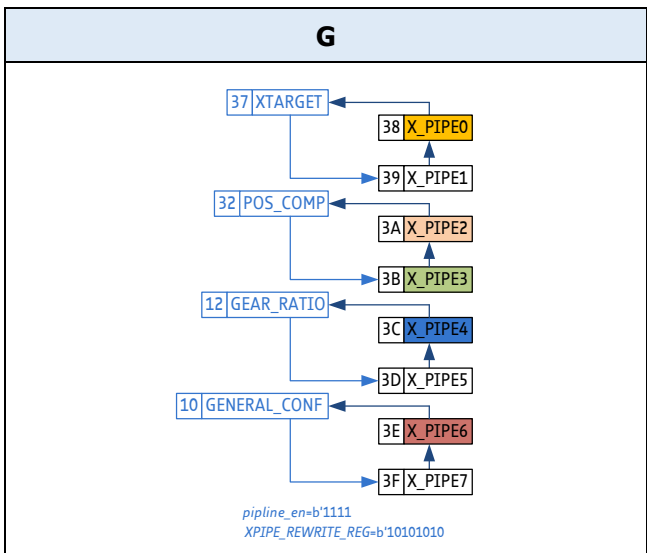 G
37 XTARGET
38 X_PIPE0
39 X_PIPE1
32 POS_COMP
3A X_PIPE2
3B X_PIPE3
12 GEAR_RATIO
3C X_PIPE4
3D X_PIPE5
10 GENERAL_CONF
3E X_PIPE6
3F X_PIPE7
pipline_en=b'1111
XPIPE_REWRITE_REG=b'10101010